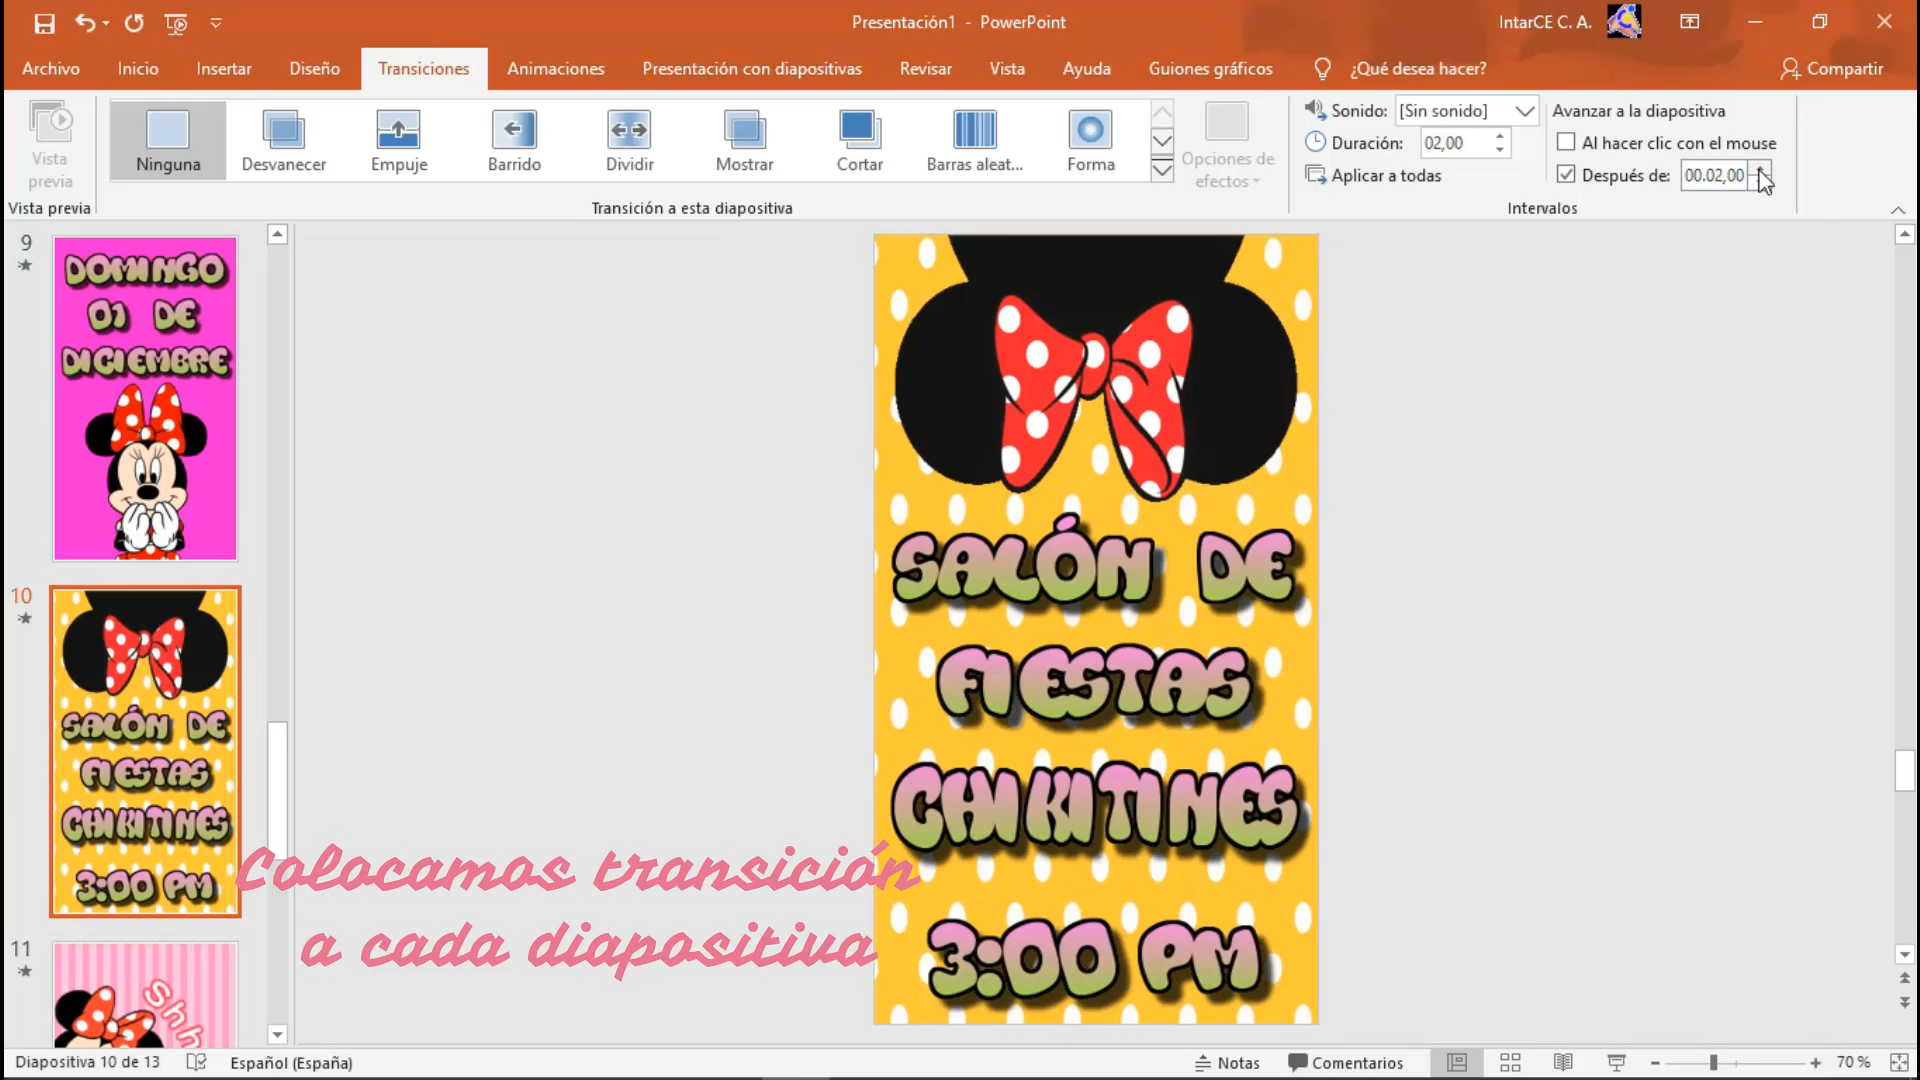 Presentación1 - PowerPoint
IntarCE C. A.
Archivo Inicio Insertar Diseño Transiciones Animaciones Presentación con diapositivas Revisar Vista Ayuda Guiones gráficos ¿Qué desea hacer? Compartir
Vista previa
Ninguna Desvanecer Empuje Barrido Dividir Mostrar Cortar Barras aleat... Forma
Opciones de efectos
Sonido: [Sin sonido]
Duración: 02,00
Aplicar a todas
Avanzar a la diapositiva
Al hacer clic con el mouse
Después de: 00.02,00
Vista previa Transición a esta diapositiva Intervalos
9
DOMINGO
01 DE
DICIEMBRE
10
SALÓN DE
FIESTAS
CHIKITINES
3:00 PM
11
Shh
SALÓN DE
FIESTAS
CHIKITINES
3:00 PM
Colocamos transición
a cada diapositiva
Diapositiva 10 de 13 Español (España) Notas Comentarios 70 %